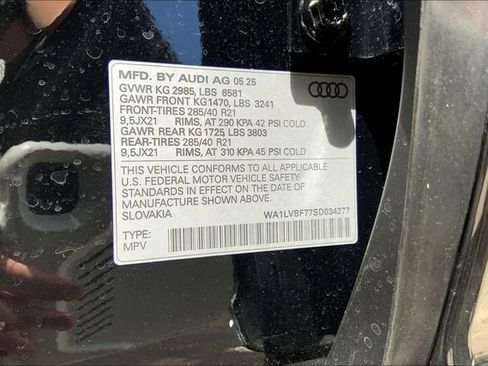 MFD. BY AUDI AG 05 25
GVWR KG 2985, LBS 6581
GAWR FRONT KG1470, LBS 3241
FRONT-TIRES 285/40 R21
9,5JX21 RIMS, AT 290 KPA 42 PSI COLD
GAWR REAR KG1725, LBS 3803
REAR-TIRES 285/40 R21
9,5JX21 RIMS, AT 310 KPA 45 PSI COLD
THIS VEHICLE CONFORMS TO ALL APPLICABLE
U.S. FEDERAL MOTOR VEHICLE SAFETY
STANDARDS IN EFFECT ON THE DATE OF
MANUFACTURE SHOWN ABOVE.
SLOVAKIA WA1LVBF77SD034277
TYPE:
MPV